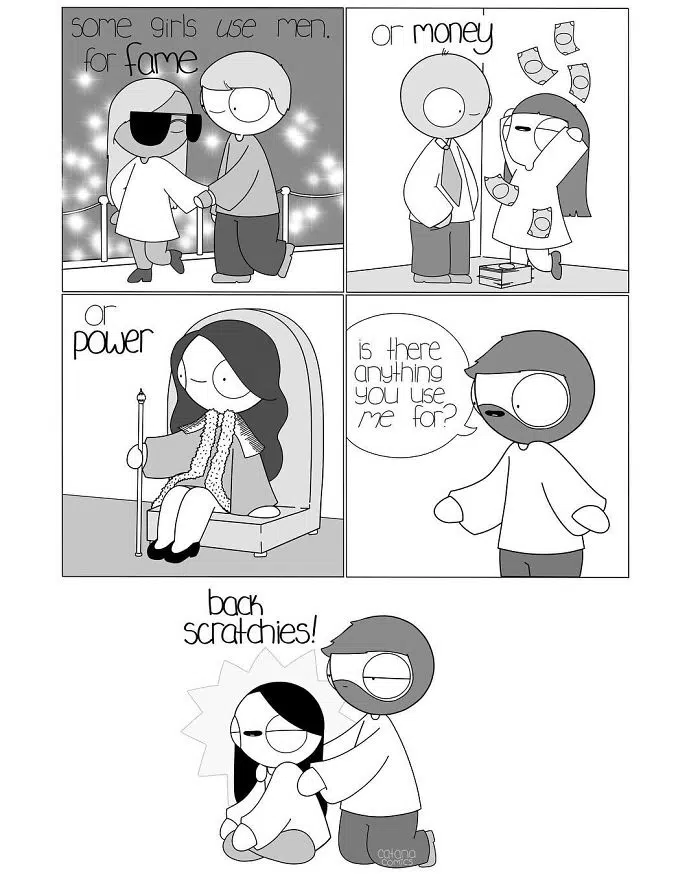 some girls use men.
for fame
or money
or
power
is there
anything
you use
me for?
back
scratchies!
catana
comics